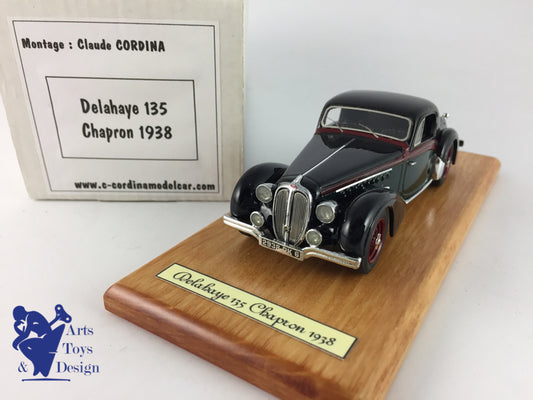 Montage : Claude CORDINA
Delahaye 135
Chapron 1938
www.c-cordinamodelcar.com
Delahaye 135 Chapron 1938
Arts
Toys
& Design